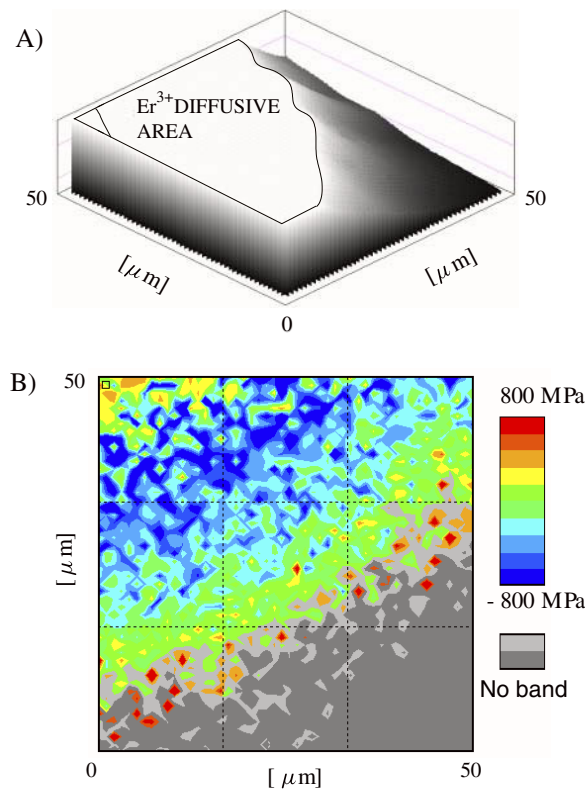 A)
Er³⁺DIFFUSIVE
AREA
50
50
[μm]
[μm]
0
B)
50
800 MPa
[μm]
- 800 MPa
No band
0
[μm]
50